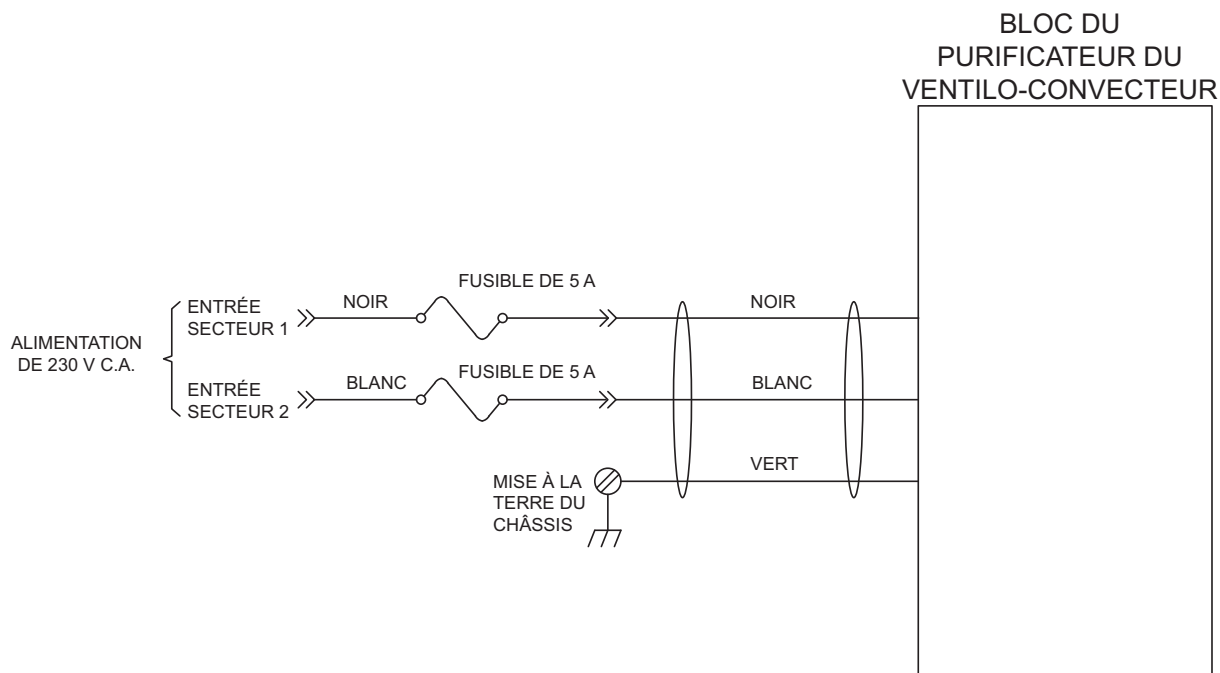 BLOC DU
PURIFICATEUR DU
VENTILO-CONVECTEUR
ALIMENTATION
DE 230 V C.A.
ENTRÉE
SECTEUR 1
NOIR
FUSIBLE DE 5 A
NOIR
ENTRÉE
SECTEUR 2
BLANC
FUSIBLE DE 5 A
BLANC
MISE À LA
TERRE DU
CHÂSSIS
VERT